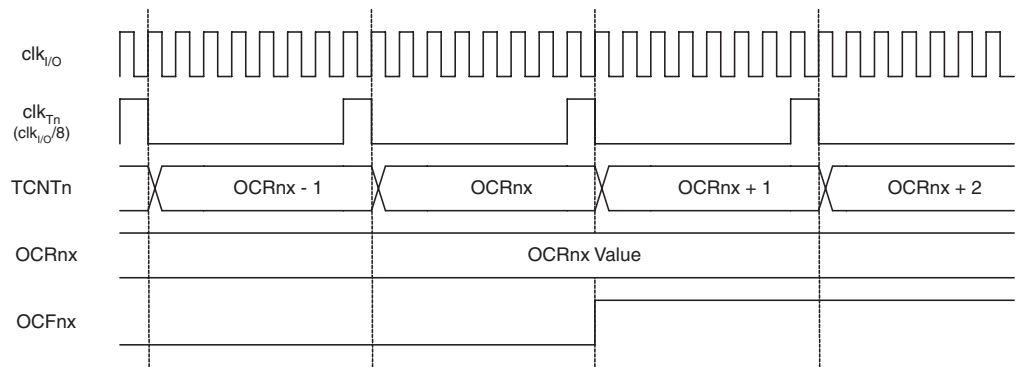 clkI/O
clkTn
(clkI/O/8)
TCNTn OCRnx - 1 OCRnx OCRnx + 1 OCRnx + 2
OCRnx OCRnx Value
OCFnx